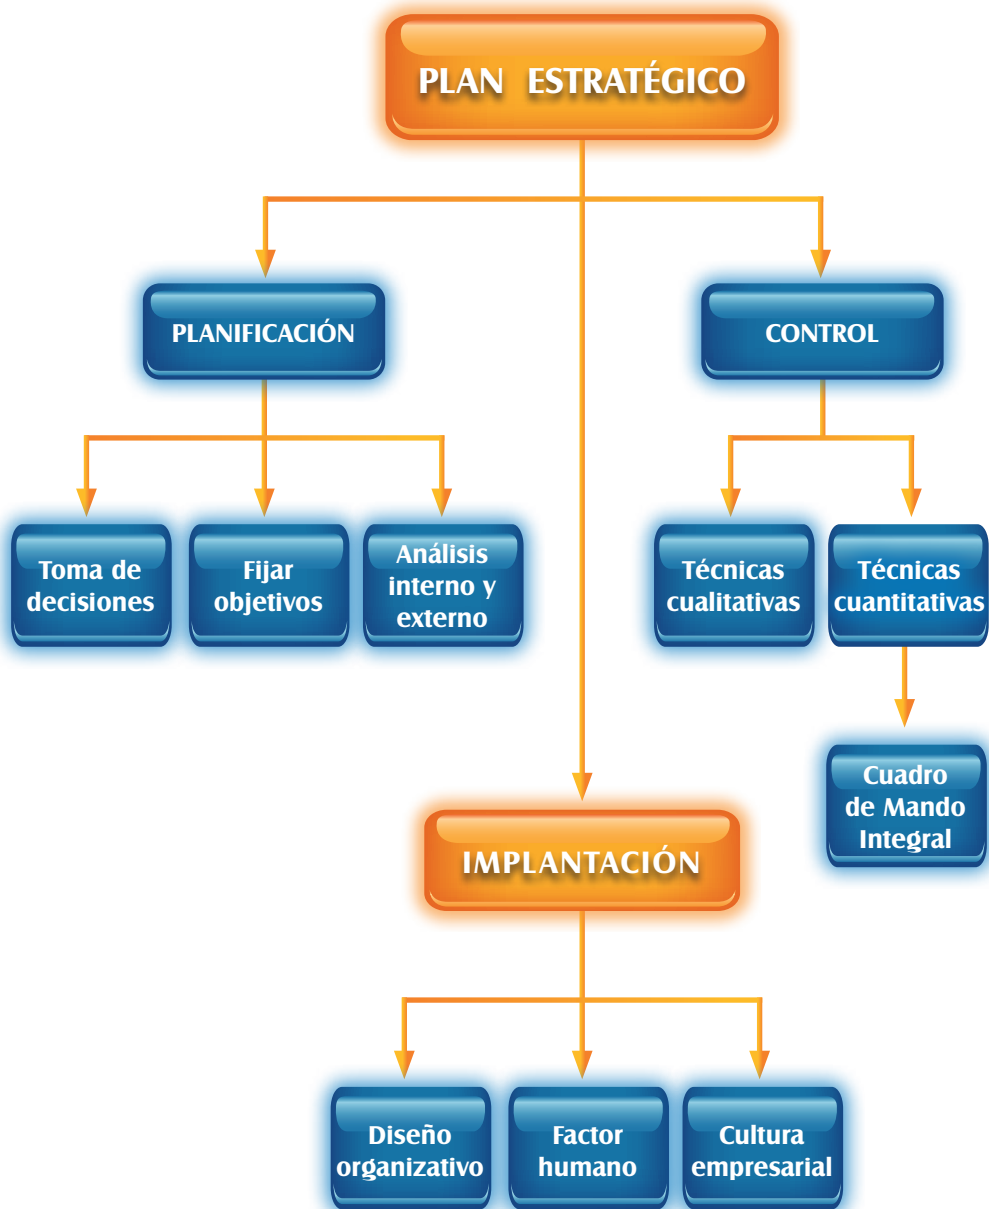 PLAN ESTRATÉGICO
PLANIFICACIÓN
CONTROL
Toma de
decisiones
Fijar
objetivos
Análisis
interno y
externo
Técnicas
cualitativas
Técnicas
cuantitativas
Cuadro
de Mando
Integral
IMPLANTACIÓN
Diseño
organizativo
Factor
humano
Cultura
empresarial